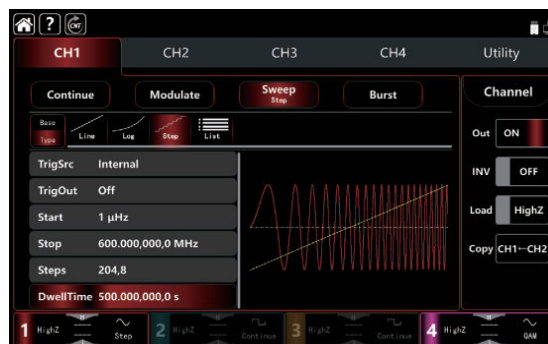 ? CNT
CH1 CH2 CH3 CH4 Utility
Continue Modulate Sweep Step Burst Channel
Base Type Line Log Step List
Out ON
TrigSrc Internal
INV OFF
TrigOut Off
Start 1 μHz
Load HighZ
Stop 600.000,000,0 MHz
Copy CH1←CH2
Steps 204,8
DwellTime 500.000,000,0 s
1 HighZ Step 2 HighZ Continue 3 HighZ Continue 4 HighZ QAM